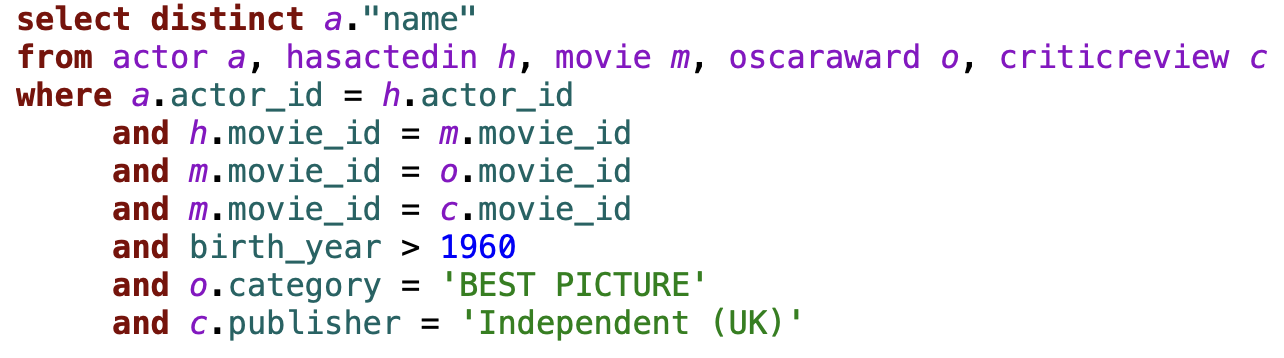 select distinct a."name"
from actor a, hasactedin h, movie m, oscaraward o, criticreview c
where a.actor_id = h.actor_id
and h.movie_id = m.movie_id
and m.movie_id = o.movie_id
and m.movie_id = c.movie_id
and birth_year > 1960
and o.category = 'BEST PICTURE'
and c.publisher = 'Independent (UK)'